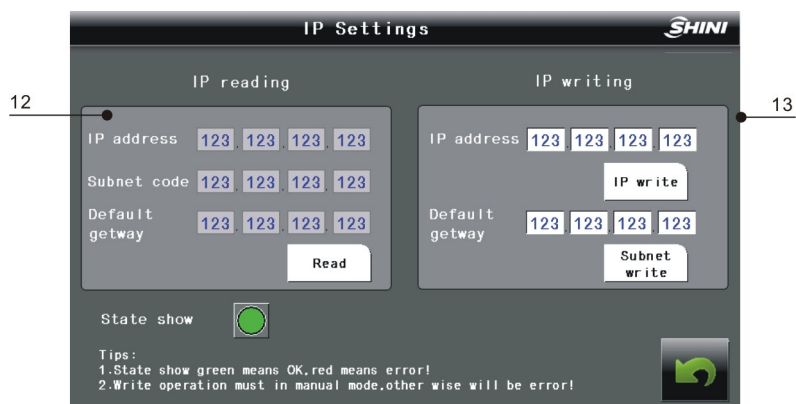 IP Settings
SHINI
IP reading
IP writing
12
13
IP address 123.123.123.123
Subnet code 123.123.123.123
Default
getway 123.123.123.123
Read
IP address 123.123.123.123
IP write
Default
getway 123.123.123.123
Subnet
write
State show
Tips:
1.State show green means OK,red means error!
2.Write operation must in manual mode,other wise will be error!